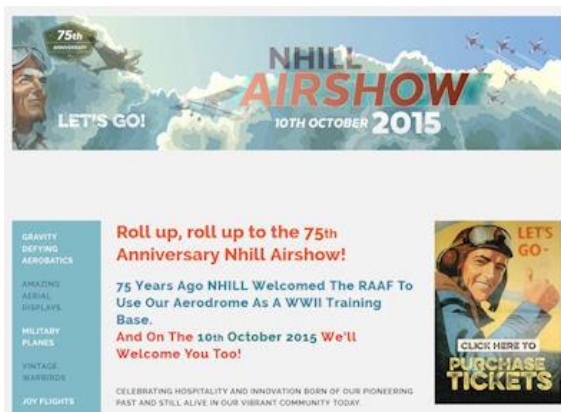 75th
ANNIVERSARY
NHILL
AIRSHOW
LET'S GO!
10TH OCTOBER 2015
GRAVITY
DEFYING
AEROBATICS
AMAZING
AERIAL
DISPLAYS
MILITARY
PLANES
VINTAGE
WARBIRDS
JOY FLIGHTS
Roll up, roll up to the 75th
Anniversary Nhill Airshow!
75 Years Ago NHILL Welcomed The RAAF To
Use Our Aerodrome As A WWII Training
Base.
And On The 10th October 2015 We'll
Welcome You Too!
CELEBRATING HOSPITALITY AND INNOVATION BORN OF OUR PIONEERING
PAST AND STILL ALIVE IN OUR VIBRANT COMMUNITY TODAY.
LET'S
GO-
CLICK HERE TO
PURCHASE
TICKETS